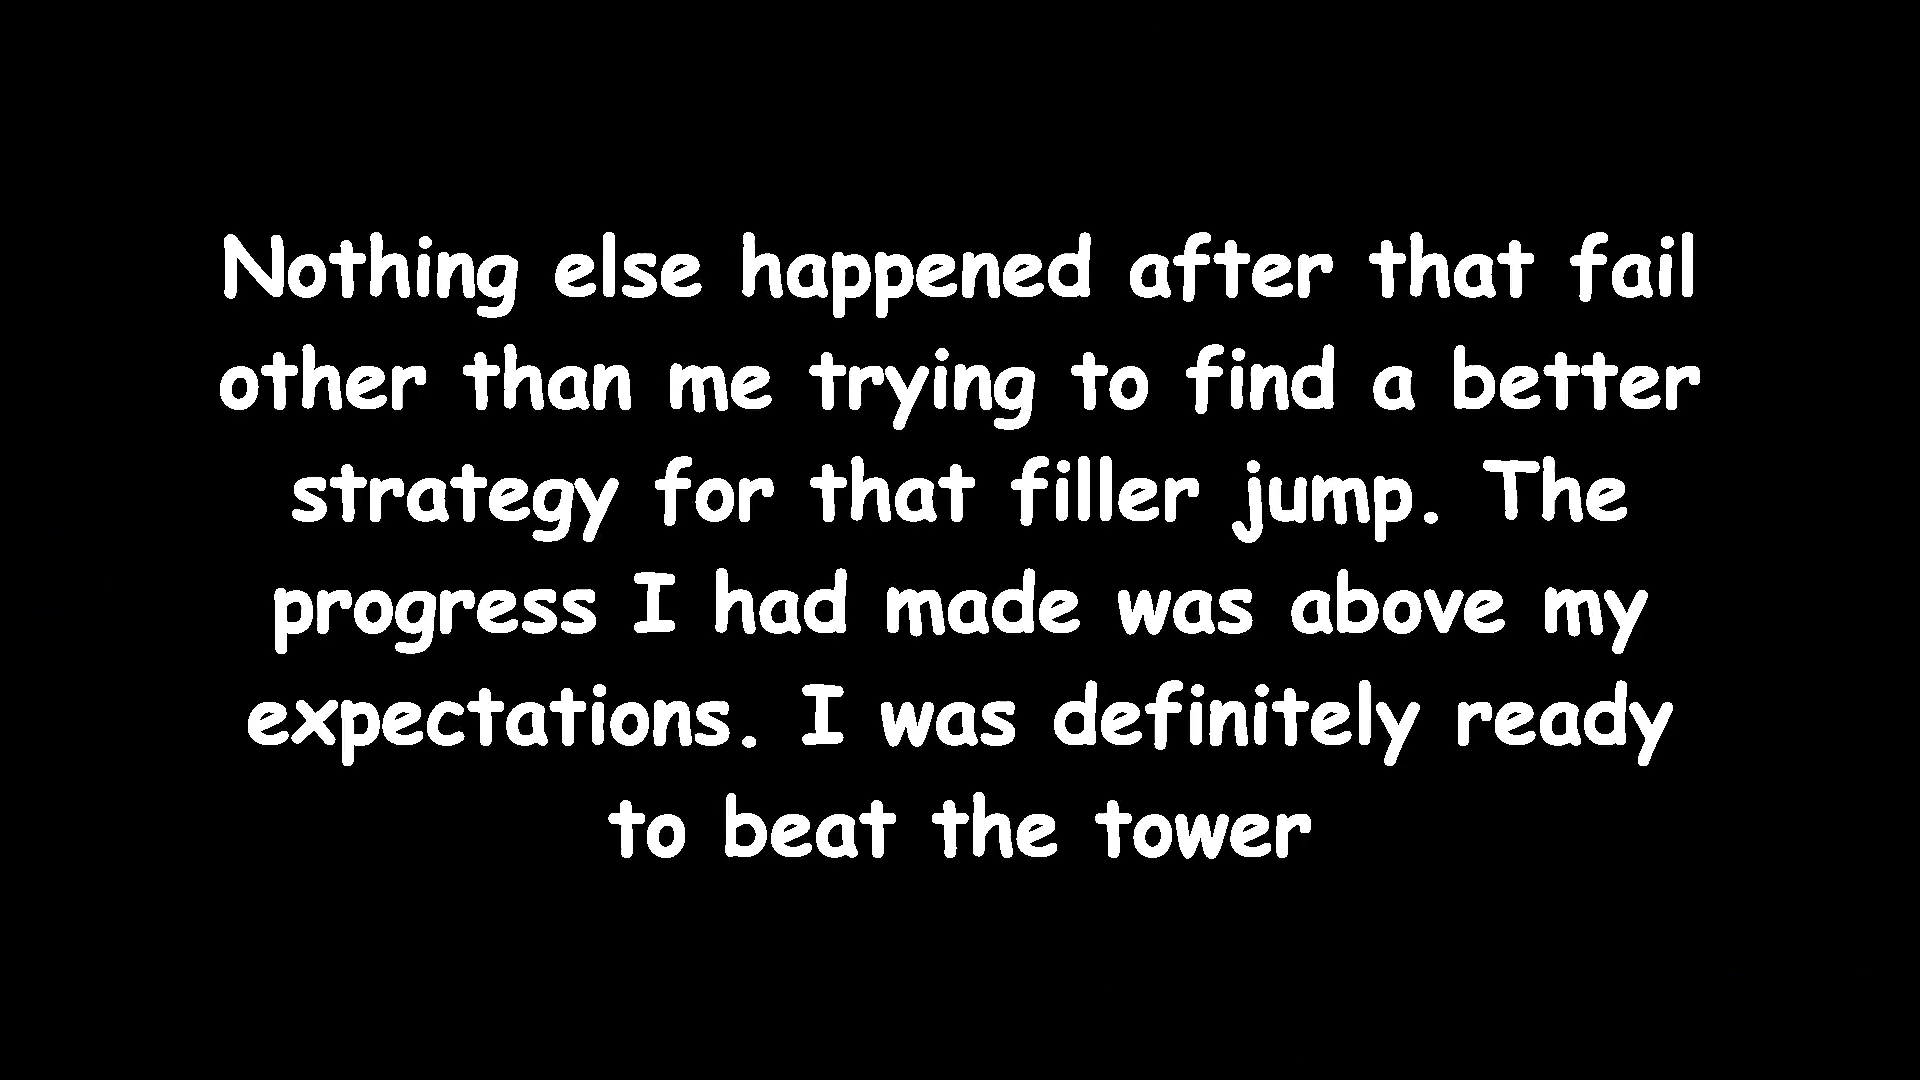 Nothing else happened after that fail
other than me trying to find a better
strategy for that filler jump. The
progress I had made was above my
expectations. I was definitely ready
to beat the tower